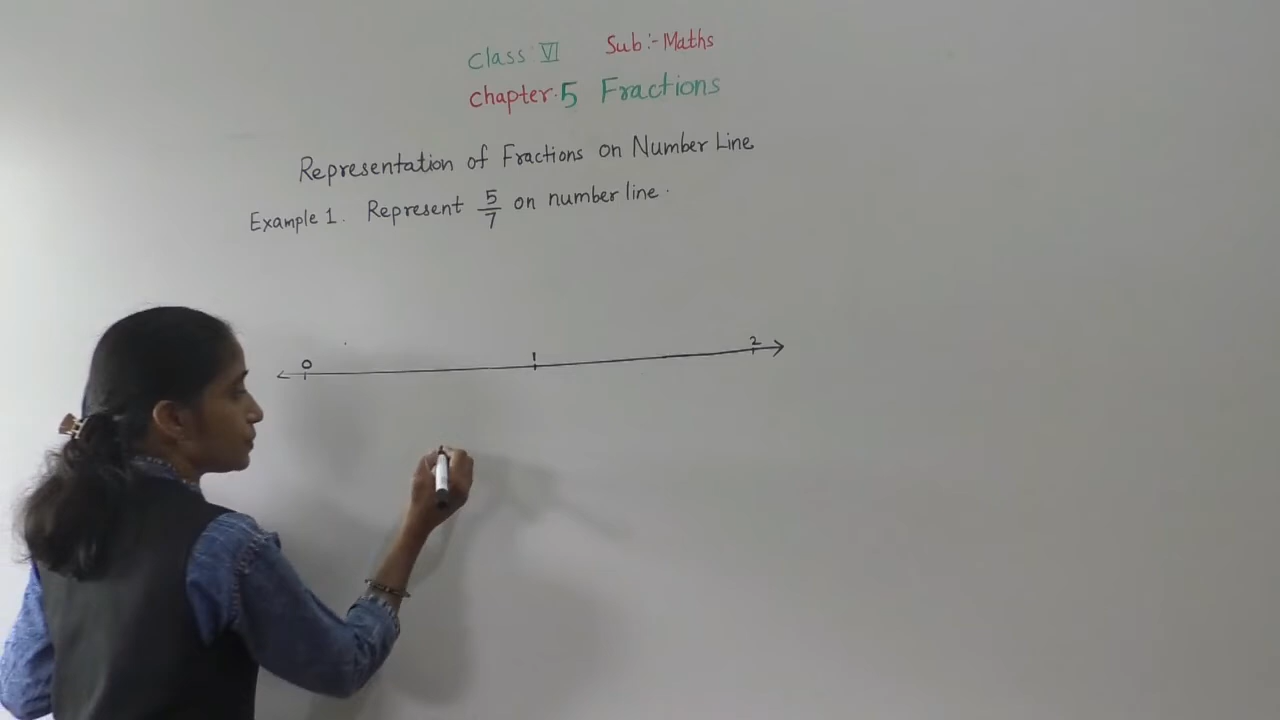 Class VI Sub:- Maths
Chapter.5 Fractions
Representation of Fractions on Number Line
Example 1. Represent 5/7 on number line.
0 1 2